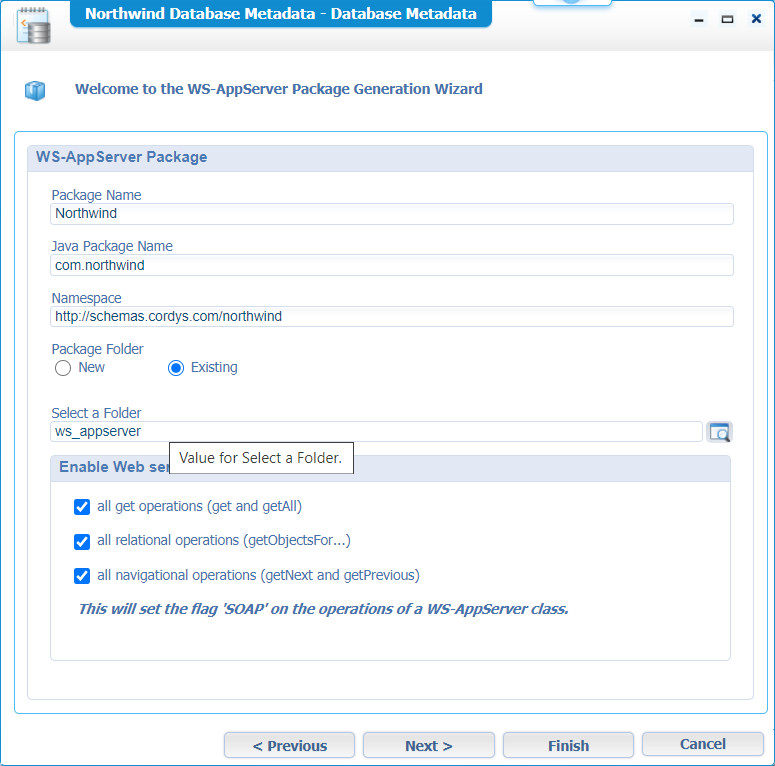 Northwind Database Metadata - Database Metadata
Welcome to the WS-AppServer Package Generation Wizard
WS-AppServer Package
Package Name
Northwind
Java Package Name
com.northwind
Namespace
http://schemas.cordys.com/northwind
Package Folder
New Existing
Select a Folder
ws_appserver
Value for Select a Folder.
Enable Web ser
all get operations (get and getAll)
all relational operations (getObjectsFor...)
all navigational operations (getNext and getPrevious)
This will set the flag 'SOAP' on the operations of a WS-AppServer class.
< Previous Next > Finish Cancel